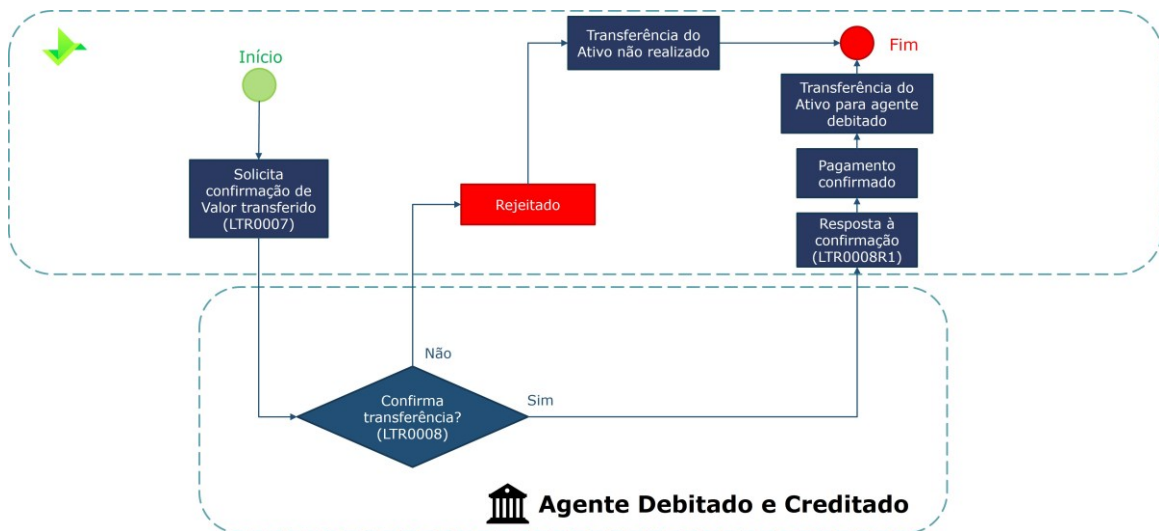 Início
Solicita
confirmação de
Valor transferido
(LTR0007)
Transferência do
Ativo não realizado
Fim
Transferência do
Ativo para agente
debitado
Pagamento
confirmado
Rejeitado
Resposta à
confirmação
(LTR0008R1)
Não
Confirma
transferência?
(LTR0008)
Sim
Agente Debitado e Creditado